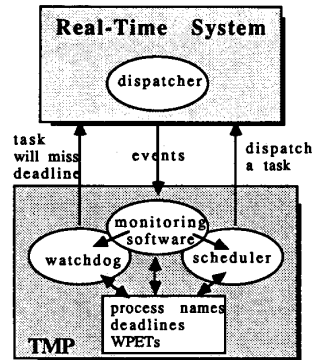 Real-Time System
dispatcher
task
will miss
deadline
events
dispatch
a task
monitoring
software
watchdog
scheduler
process names
deadlines
WPETs
TMP